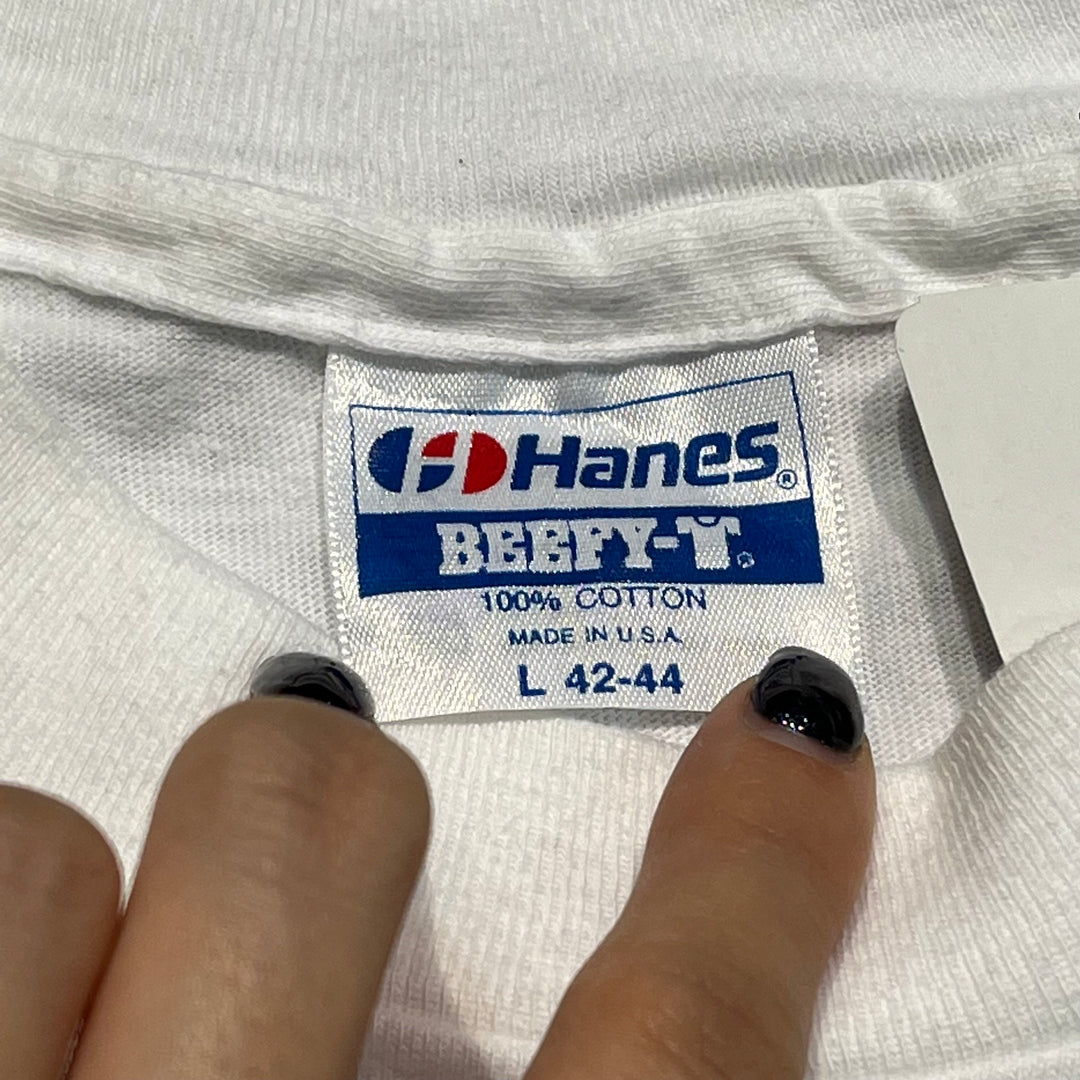 Hanes®
BEEFY-T®
100% COTTON
MADE IN U.S.A.
L 42-44